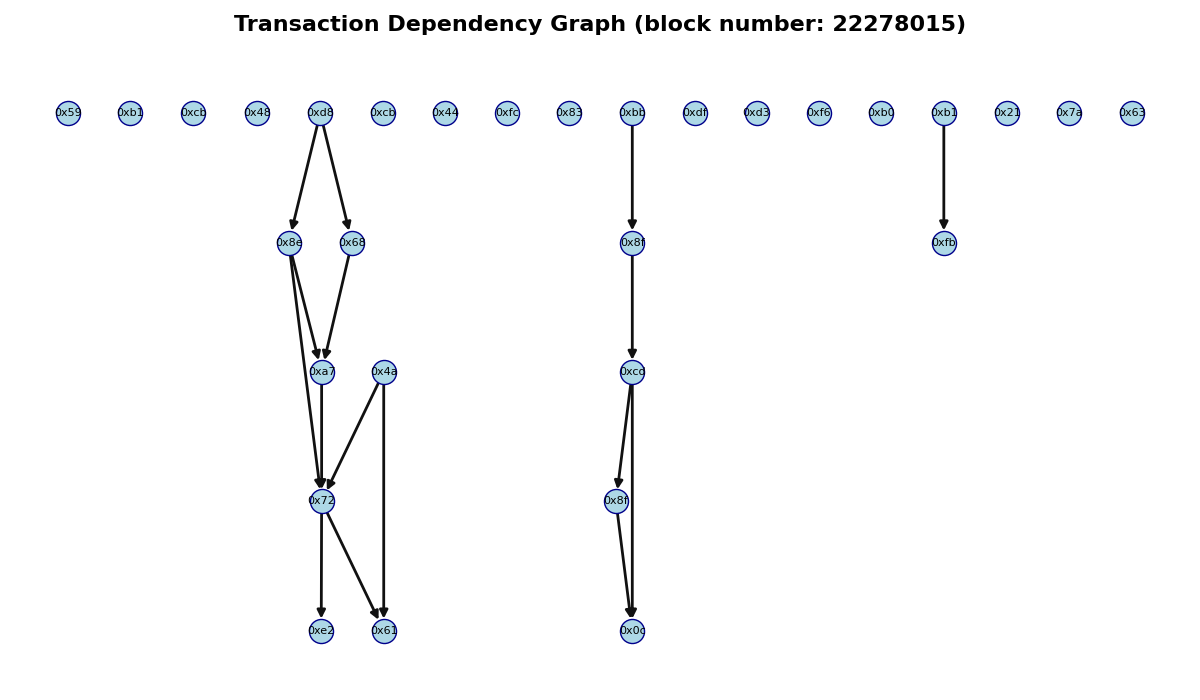 Transaction Dependency Graph (block number: 22278015)
0x59 0xb1 0xcb 0x48 0xd8 0xcb 0x44 0xfc 0x83 0xbb 0xdf 0xd3 0xf6 0xb0 0xb1 0x21 0x7a 0x63
0x8e 0x68 0x8f 0xfb
0xa7 0x4a 0xcd
0x72 0x8f
0xe2 0x61 0x0c